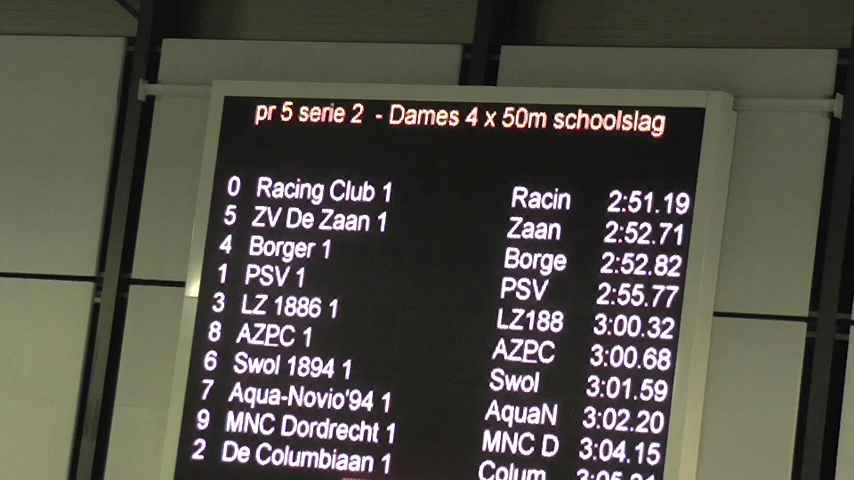 pr 5 serie 2 - Dames 4 x 50m schoolslag
0 Racing Club 1 Racin 2:51.19
5 ZV De Zaan 1 Zaan 2:52.71
4 Borger 1 Borge 2:52.82
1 PSV 1 PSV 2:55.77
3 LZ 1886 1 LZ188 3:00.32
8 AZPC 1 AZPC 3:00.68
6 Swol 1894 1 Swol 3:01.59
7 Aqua-Novio'94 1 AquaN 3:02.20
9 MNC Dordrecht 1 MNC D 3:04.15
2 De Columbiaan 1 Colum